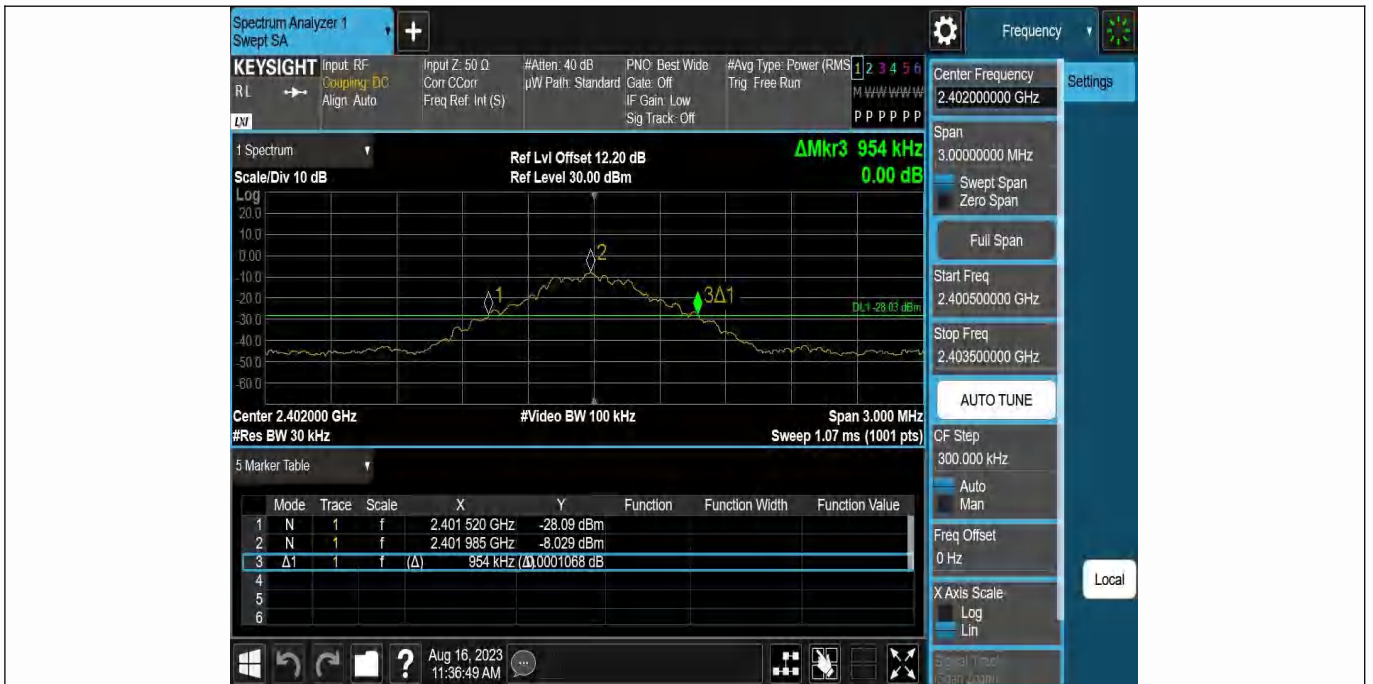 Spectrum Analyzer 1
Swept SA
+
Frequency
KEYSIGHT
RL
LXI
Input: RF
Coupling: DC
Align: Auto
Input Z: 50 Ω
Corr CCorr
Freq Ref: Int (S)
#Atten: 40 dB
µW Path: Standard
PNO: Best Wide
Gate: Off
IF Gain: Low
Sig Track: Off
#Avg Type: Power (RMS
Trig: Free Run
1 2 3 4 5 6
M W W W W W
P P P P P P
1 Spectrum
Scale/Div 10 dB
Ref Lvl Offset 12.20 dB
Ref Level 30.00 dBm
ΔMkr3 954 kHz
0.00 dB
Log
20.0
10.0
0.00
-10.0
-20.0
-30.0
-40.0
-50.0
-60.0
2
1
3Δ1
DL1 -28.03 dBm
Center 2.402000 GHz
#Video BW 100 kHz
Span 3.000 MHz
#Res BW 30 kHz
Sweep 1.07 ms (1001 pts)
5 Marker Table
Mode Trace Scale X Y Function Function Width Function Value
1 N 1 f 2.401 520 GHz -28.09 dBm
2 N 1 f 2.401 985 GHz -8.029 dBm
3 Δ1 1 f (Δ) 954 kHz (Δ) 0.0001068 dB
4
5
6
?
Aug 16, 2023
11:36:49 AM
Center Frequency
2.402000000 GHz
Settings
Span
3.00000000 MHz
Swept Span
Zero Span
Full Span
Start Freq
2.400500000 GHz
Stop Freq
2.403500000 GHz
AUTO TUNE
CF Step
300.000 kHz
Auto
Man
Freq Offset
0 Hz
X Axis Scale
Log
Lin
Signal Track
(Span Zoom)
Local